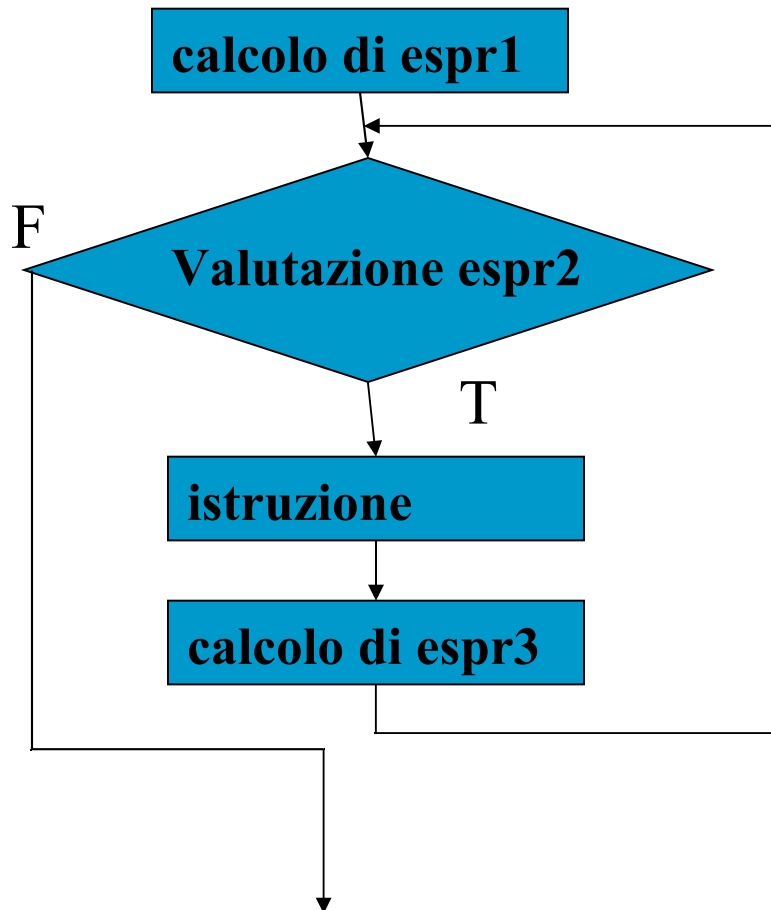 calcolo di espr1
F
Valutazione espr2
T
istruzione
calcolo di espr3